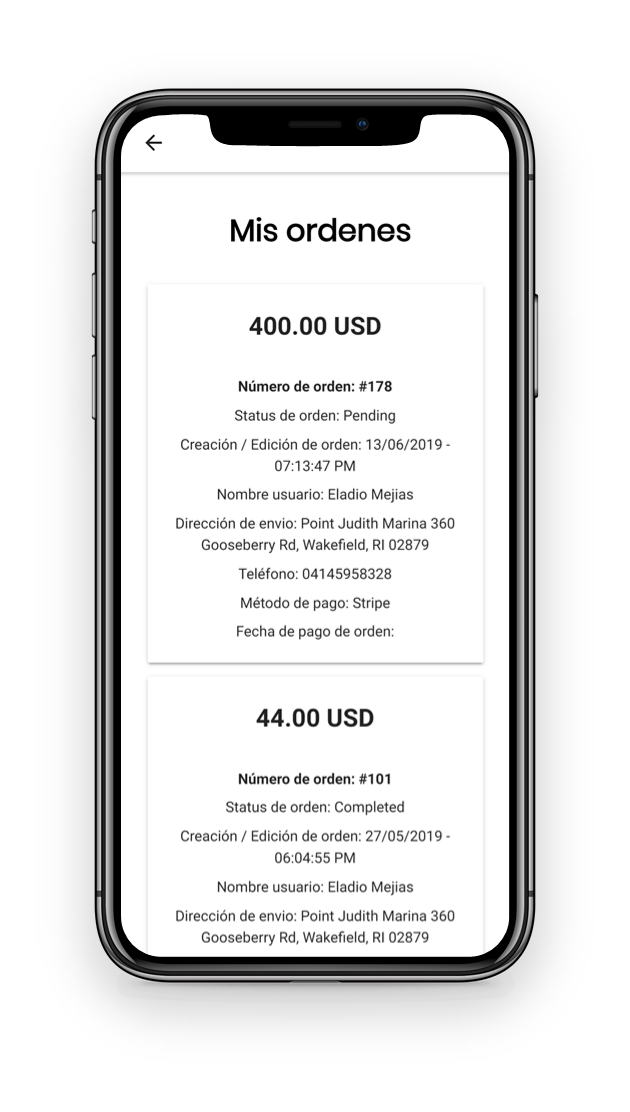 Mis ordenes
400.00 USD
Número de orden: #178
Status de orden: Pending
Creación / Edición de orden: 13/06/2019 -
07:13:47 PM
Nombre usuario: Eladio Mejias
Dirección de envio: Point Judith Marina 360
Gooseberry Rd, Wakefield, RI 02879
Teléfono: 04145958328
Método de pago: Stripe
Fecha de pago de orden:
44.00 USD
Número de orden: #101
Status de orden: Completed
Creación / Edición de orden: 27/05/2019 -
06:04:55 PM
Nombre usuario: Eladio Mejias
Dirección de envio: Point Judith Marina 360
Gooseberry Rd, Wakefield, RI 02879